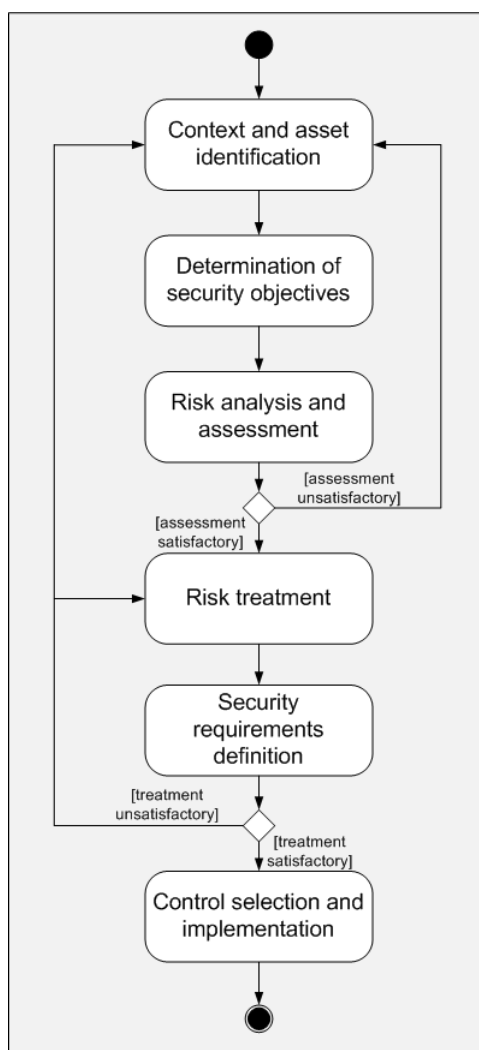 Context and asset
identification
Determination of
security objectives
Risk analysis and
assessment
[assessment
unsatisfactory]
[assessment
satisfactory]
Risk treatment
Security
requirements
definition
[treatment
unsatisfactory]
[treatment
satisfactory]
Control selection and
implementation